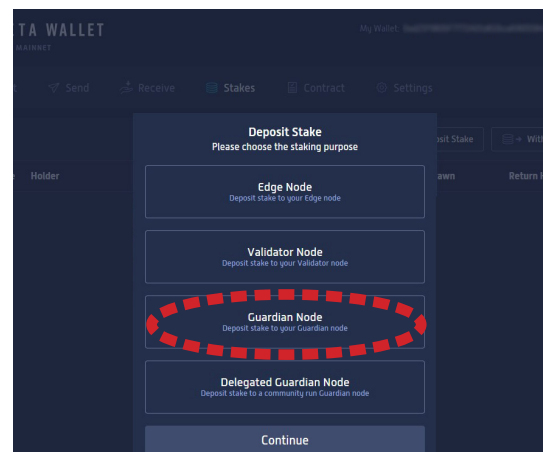 TA WALLET
MAINNET
My Wallet:
Send
Receive
Stakes
Contract
Settings
Deposit Stake
Please choose the staking purpose
osit Stake
With
Holder
awn
Return H
Edge Node
Deposit stake to your Edge node
Validator Node
Deposit stake to your Validator node
Guardian Node
Deposit stake to your Guardian node
Delegated Guardian Node
Deposit stake to a community run Guardian node
Continue